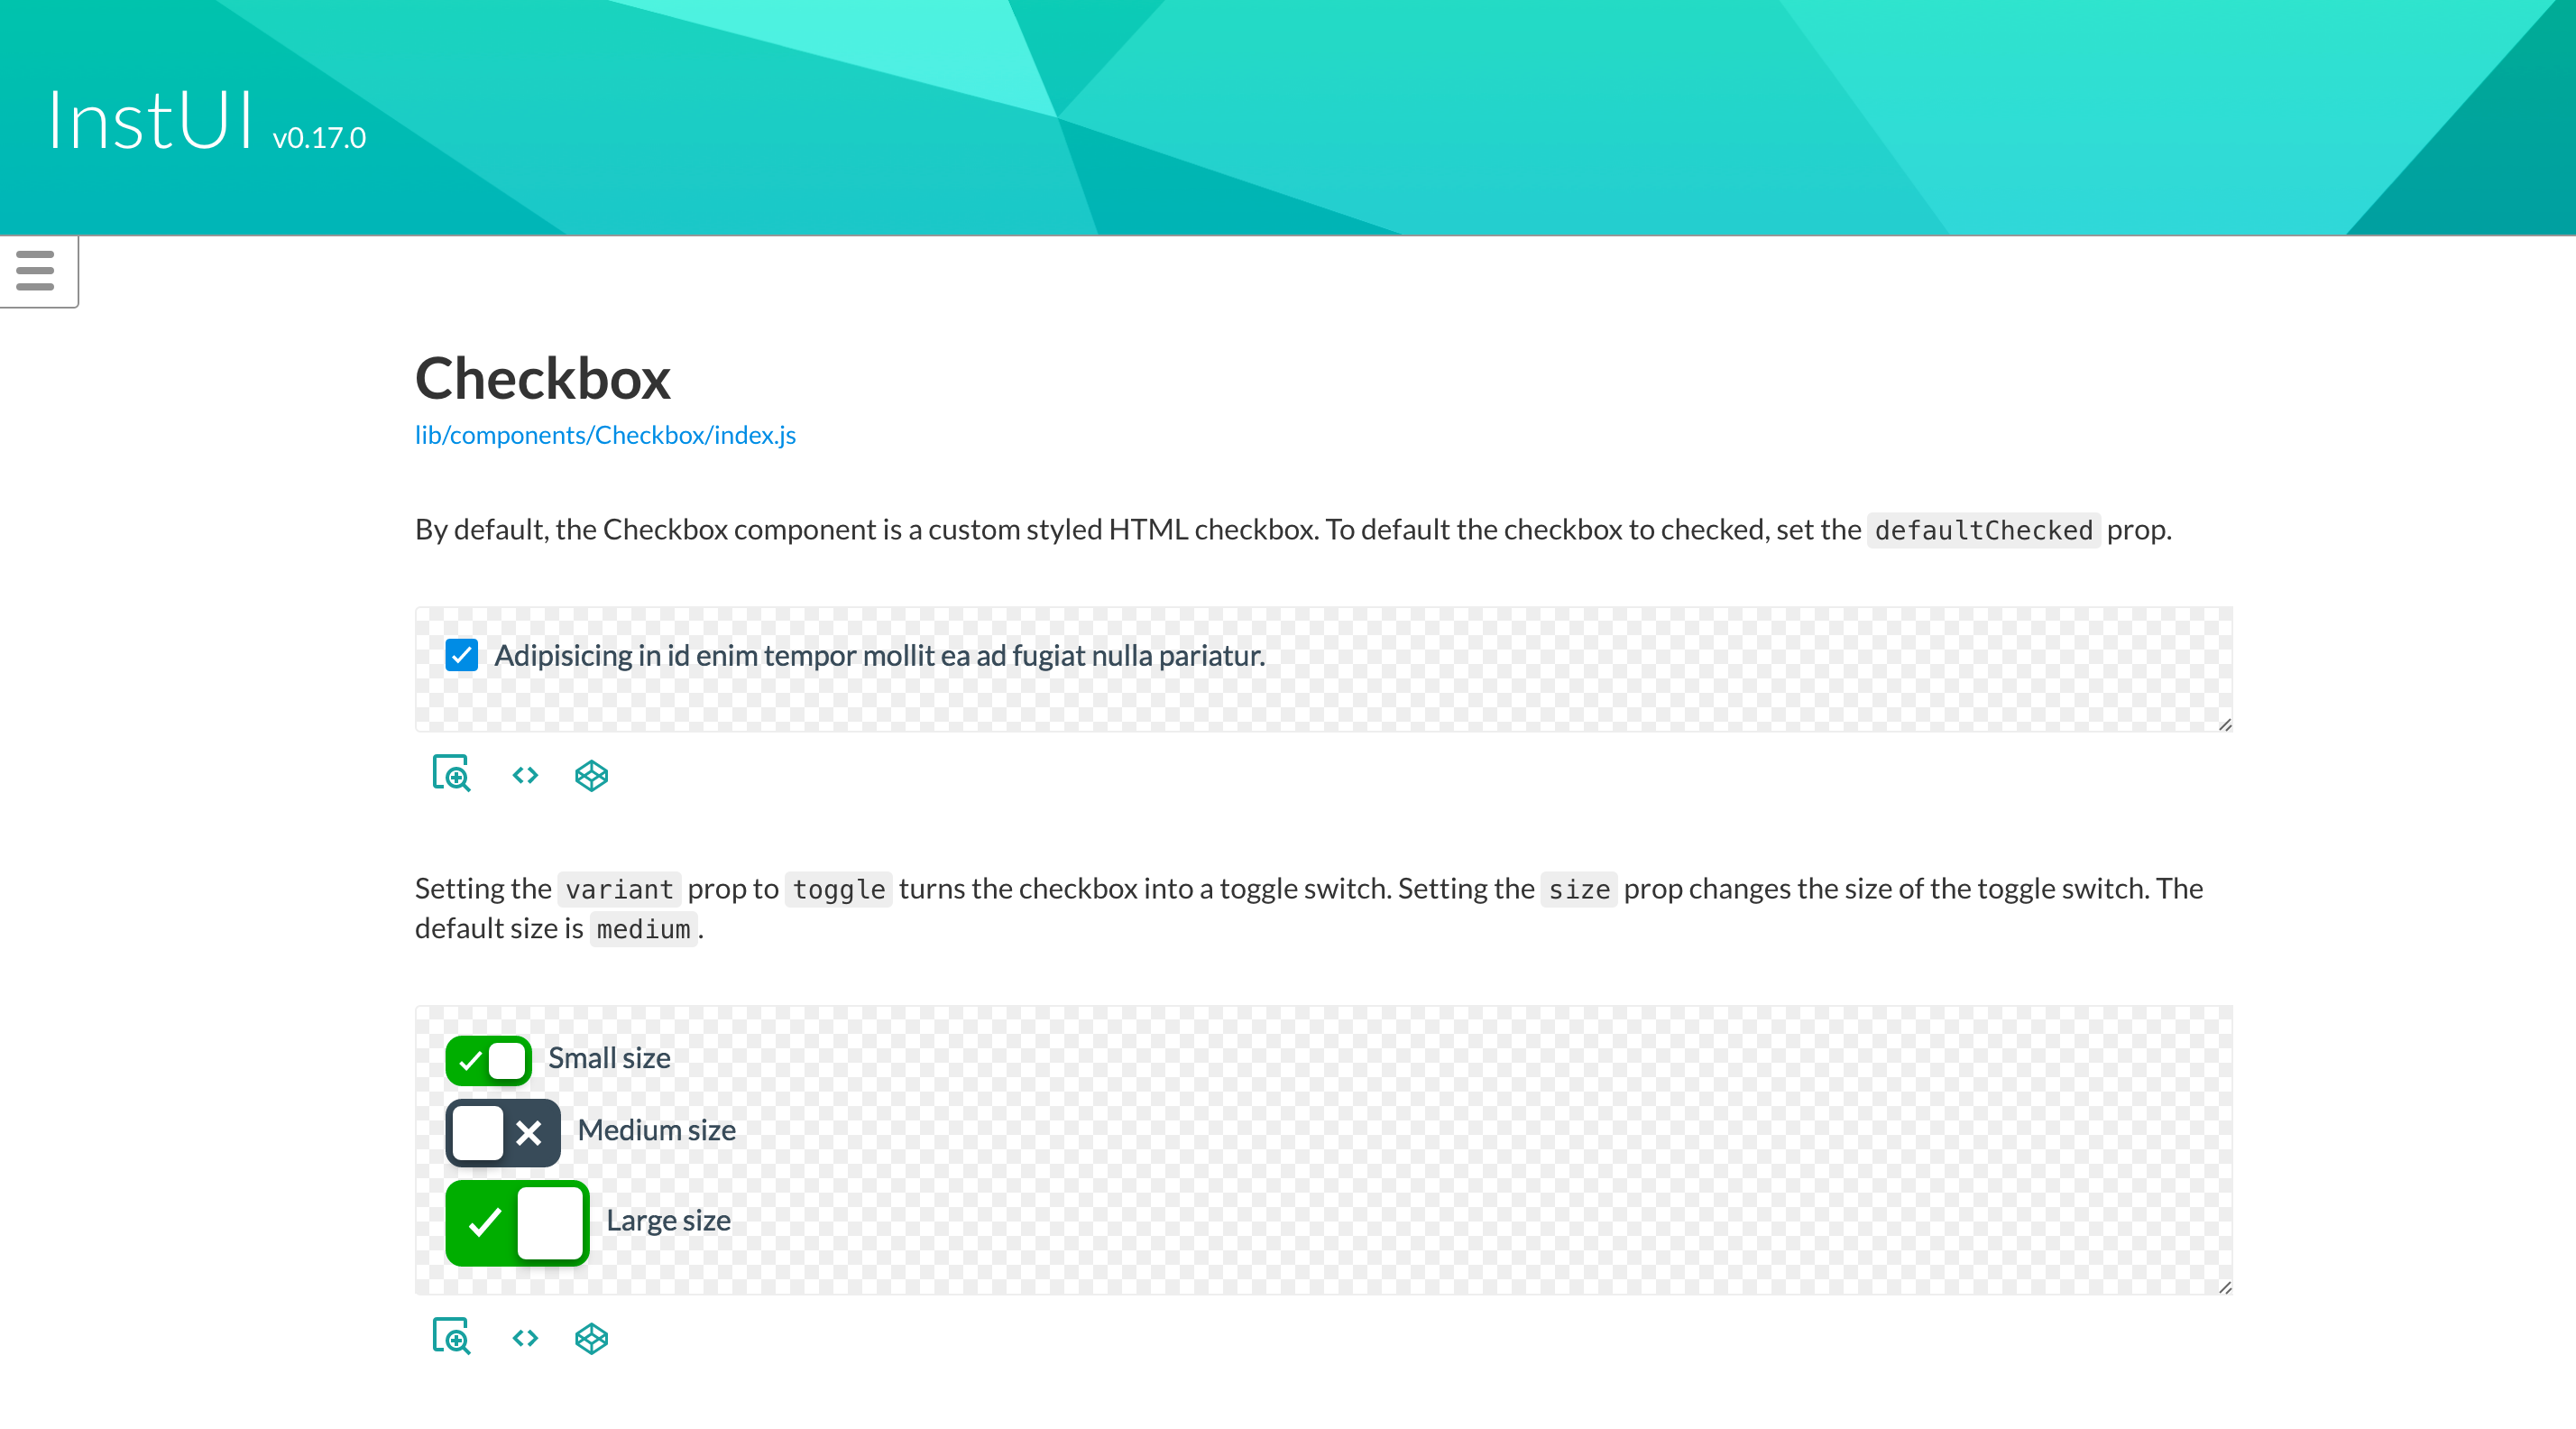 InstUI v0.17.0
Checkbox
lib/components/Checkbox/index.js
By default, the Checkbox component is a custom styled HTML checkbox. To default the checkbox to checked, set the defaultChecked prop.
Adipisicing in id enim tempor mollit ea ad fugiat nulla pariatur.
Setting the variant prop to toggle turns the checkbox into a toggle switch. Setting the size prop changes the size of the toggle switch. The
default size is medium.
Small size
Medium size
Large size